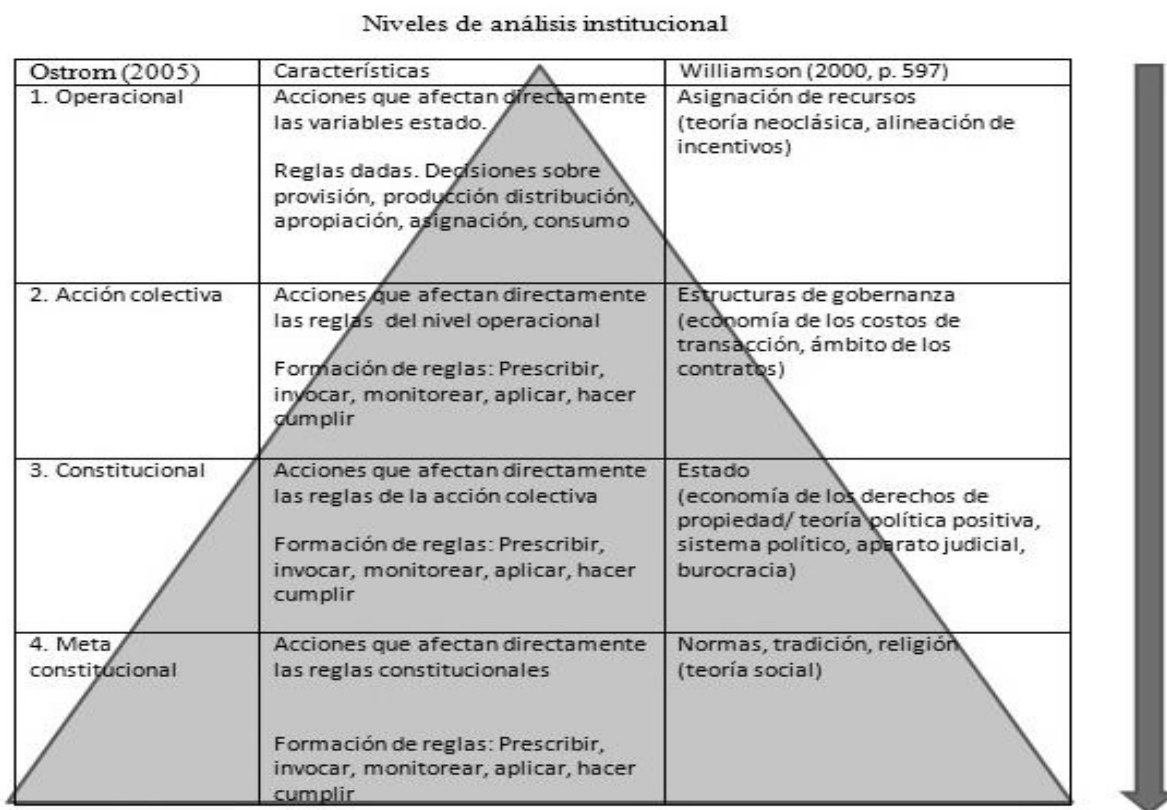 Niveles de análisis institucional
Ostrom (2005)
Características
Williamson (2000, p. 597)
1. Operacional
Acciones que afectan directamente
las variables estado.
Reglas dadas. Decisiones sobre
provisión, producción distribución,
apropiación, asignación, consumo
Asignación de recursos
(teoría neoclásica, alineación de
incentivos)
2. Acción colectiva
Acciones que afectan directamente
las reglas del nivel operacional
Formación de reglas: Prescribir,
invocar, monitorear, aplicar, hacer
cumplir
Estructuras de gobernanza
(economía de los costos de
transacción, ámbito de los
contratos)
3. Constitucional
Acciones que afectan directamente
las reglas de la acción colectiva
Formación de reglas: Prescribir,
invocar, monitorear, aplicar, hacer
cumplir
Estado
(economía de los derechos de
propiedad/ teoría política positiva,
sistema político, aparato judicial,
burocracia)
4. Meta
constitucional
Acciones que afectan directamente
las reglas constitucionales
Formación de reglas: Prescribir,
invocar, monitorear, aplicar, hacer
cumplir
Normas, tradición, religión
(teoría social)